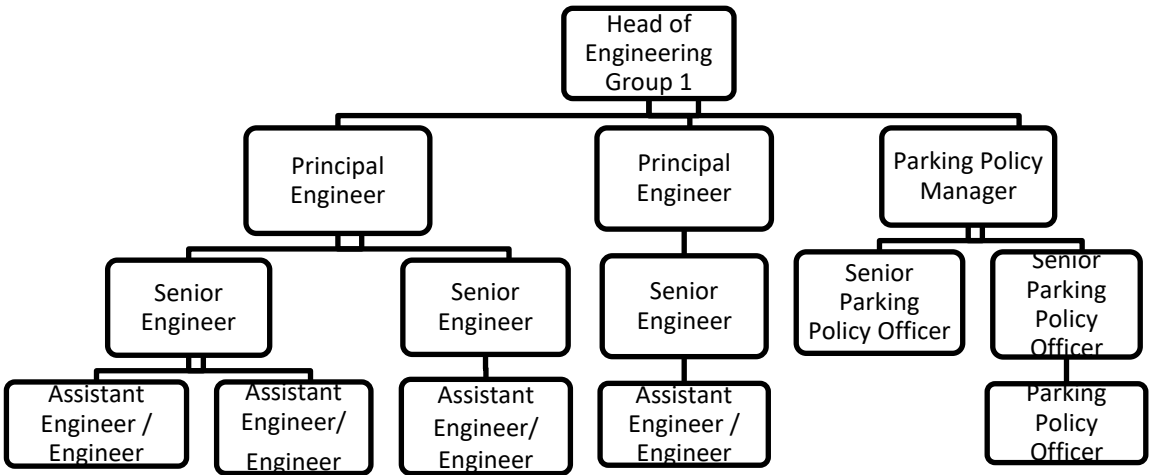 Head of
Engineering
Group 1
Principal
Engineer
Principal
Engineer
Parking Policy
Manager
Senior
Engineer
Senior
Engineer
Senior
Engineer
Senior
Parking
Policy Officer
Senior
Parking
Policy
Officer
Assistant
Engineer /
Engineer
Assistant
Engineer/
Engineer
Assistant
Engineer/
Engineer
Assistant
Engineer /
Engineer
Parking
Policy
Officer